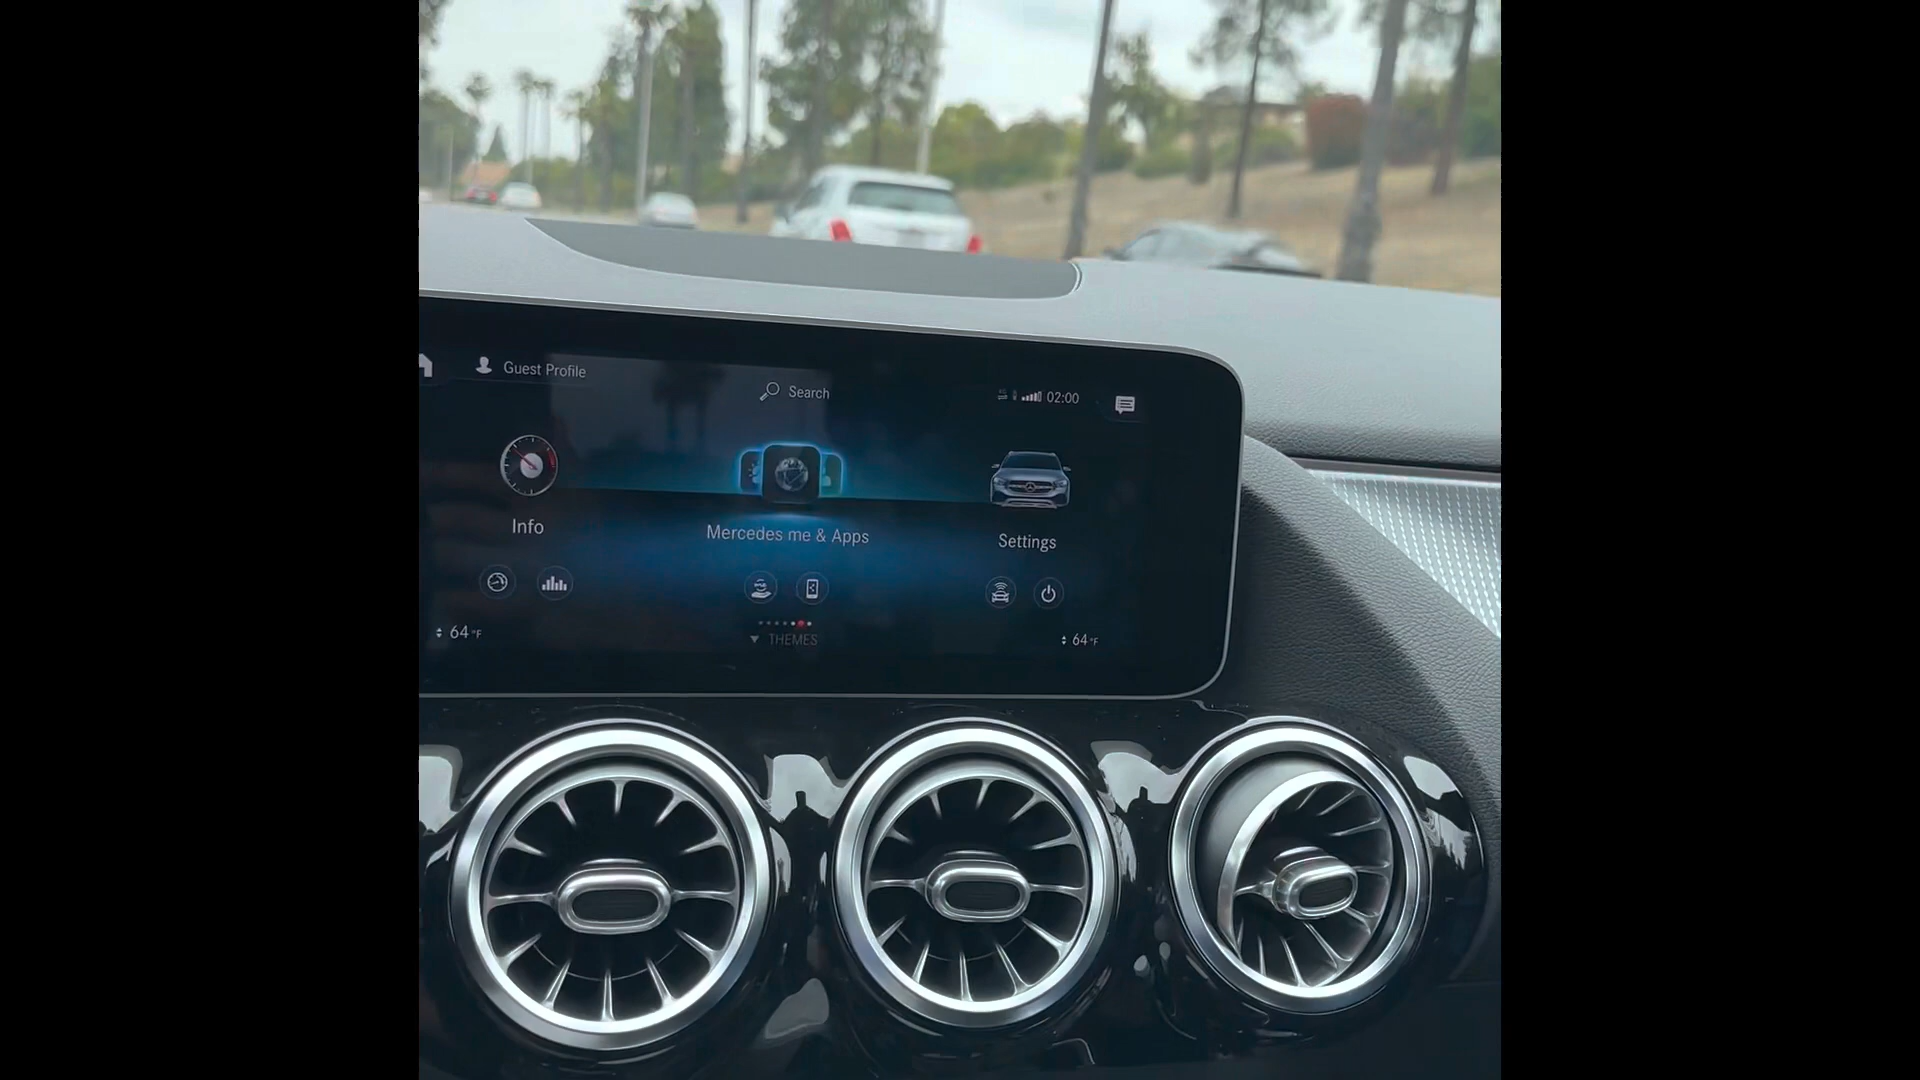 Guest Profile
Search
02:00
Info
Mercedes me & Apps
Settings
64°F
THEMES
64°F